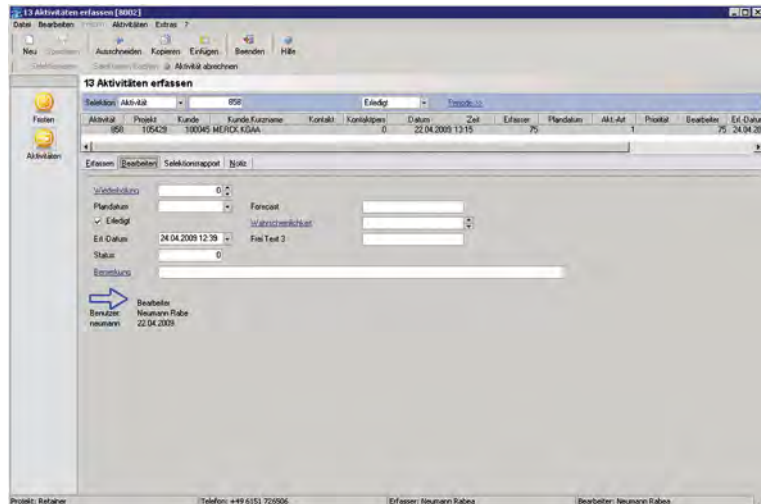 13 Aktivitäten erfassen [8002]
Datei Bearbeiten Aktivitäten Extras ?
Neu Ausschneiden Kopieren Einfügen Beenden Hilfe
Aktivität abrechnen
13 Aktivitäten erfassen
Selektion Aktivität 858 Erledigt Periode >>
Aktivität Projekt Kunde Kunde.Kurzname Kontakt Kontaktpers Datum Zeit Erfasser Plandatum Akt-Art Priorität Bearbeiter Erl.-Datum
858 105429 100045 MERCK KGAA 0 22.04.2009 13:15 75 1 75 24.04.20
Firsten
Aktivitäten
Erfassen Bearbeiten Selektionsrapport Notiz
Wiederholung 0
Plandatum Forecast
Erledigt Wahrscheinlichkeit
Erl.-Datum 24.04.2009 12:39 Frei Text 3
Status 0
Bemerkung
Bearbeiter
Benutzer Neumann Rabe
neumann 22.04.2009
Projekt: Retainer Telefon: +49 6151 726506 Erfasser: Neumann Rabea Bearbeiter: Neumann Rabea